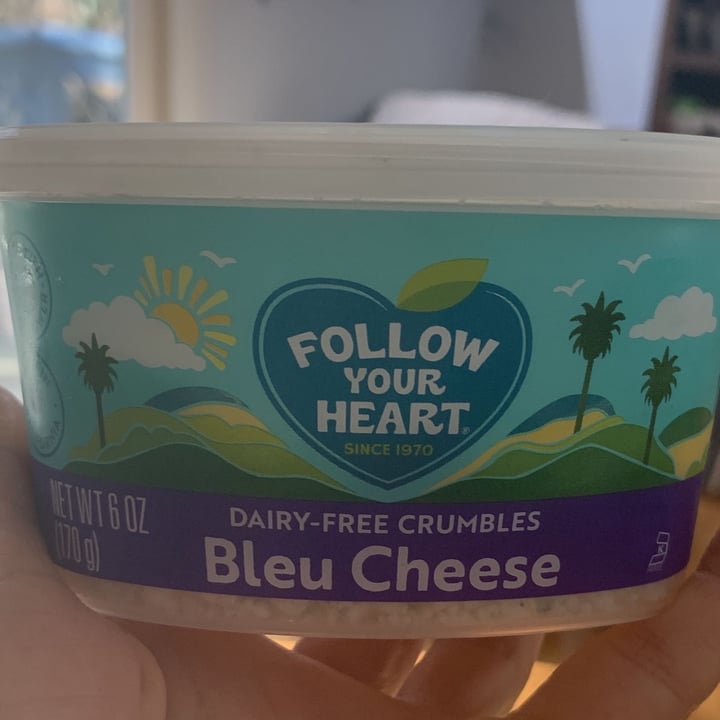 FOLLOW
YOUR
HEART®
SINCE 1970
NET WT 6 OZ
(170 g)
DAIRY-FREE CRUMBLES
Bleu Cheese